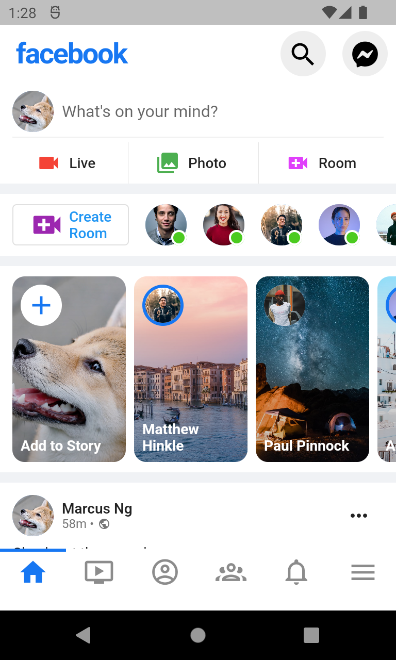 1:28
facebook
What's on your mind?
Live
Photo
Room
Create
Room
Add to Story
Matthew
Hinkle
Paul Pinnock
Marcus Ng
58m •